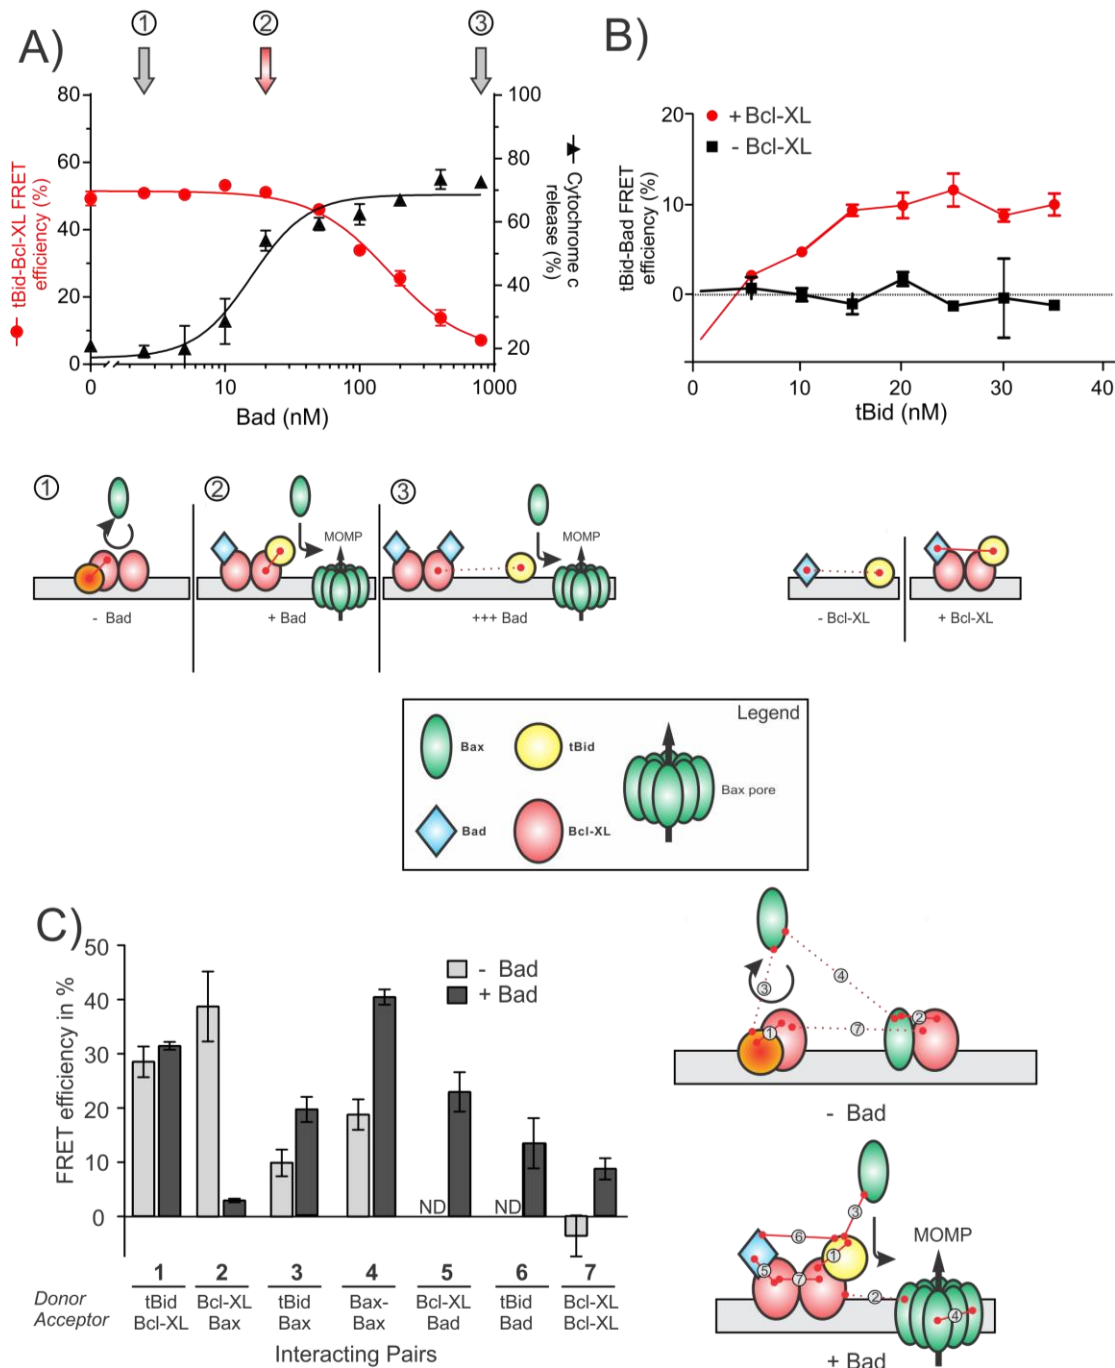 A)
① ② ③
tBid-Bcl-XL FRET
efficiency (%)
80
60
40
20
0
0 10 100 1000
Bad (nM)
100
80
60
40
20
Cytochrome c
release (%)
B)
+ Bcl-XL
- Bcl-XL
tBid-Bad FRET
efficiency (%)
20
10
0
0 10 20 30 40
tBid (nM)
① ② ③
MOMP MOMP
- Bad + Bad +++ Bad
- Bcl-XL + Bcl-XL
Legend
Bax tBid
Bad Bcl-XL
Bax pore
C)
FRET efficiency in %
50
40
30
20
10
0
- Bad
+ Bad
ND ND
1 2 3 4 5 6 7
Donor tBid Bcl-XL tBid Bax- Bcl-XL tBid Bcl-XL
Acceptor Bcl-XL Bax Bax Bax Bad Bad Bcl-XL
Interacting Pairs
④
③
② 
① ⑦
- Bad
③
MOMP
⑥
①
⑤ ⑦
② ④
+ Bad